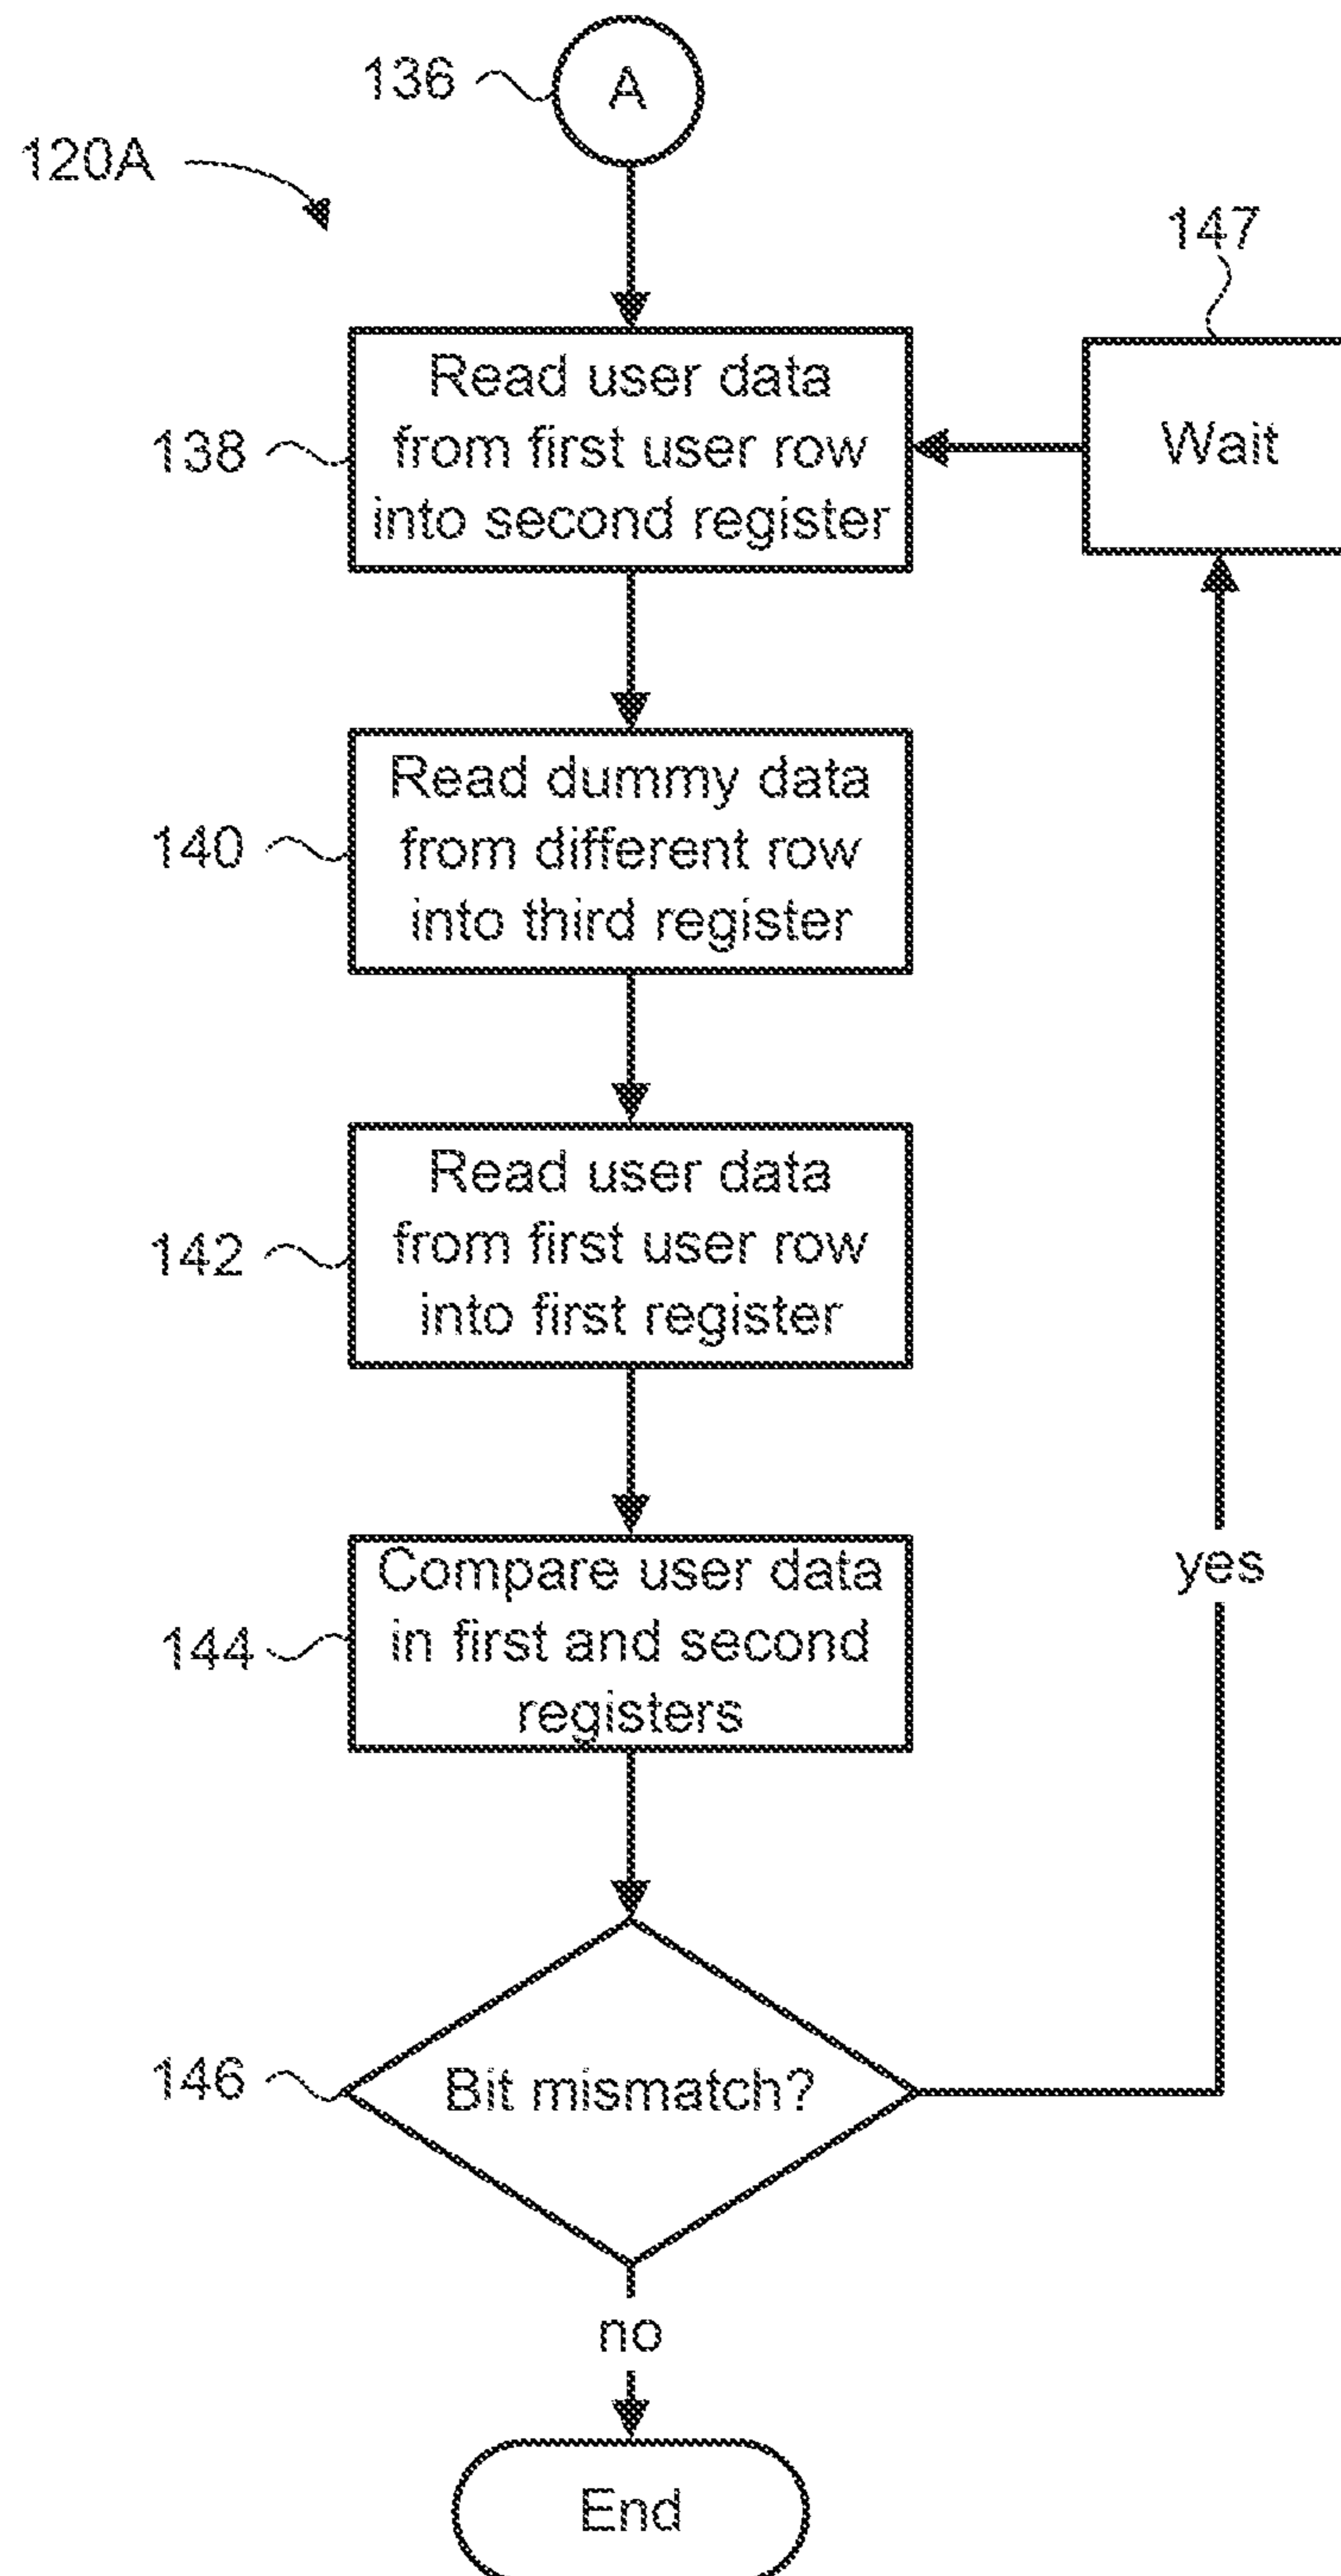 136
A
120A
147
Read user data
from first user row
into second register
138
Wait
Read dummy data
from different row
into third register
140
Read user data
from first user row
into first register
142
Compare user data
in first and second
registers
144
yes
146
Bit mismatch?
no
End